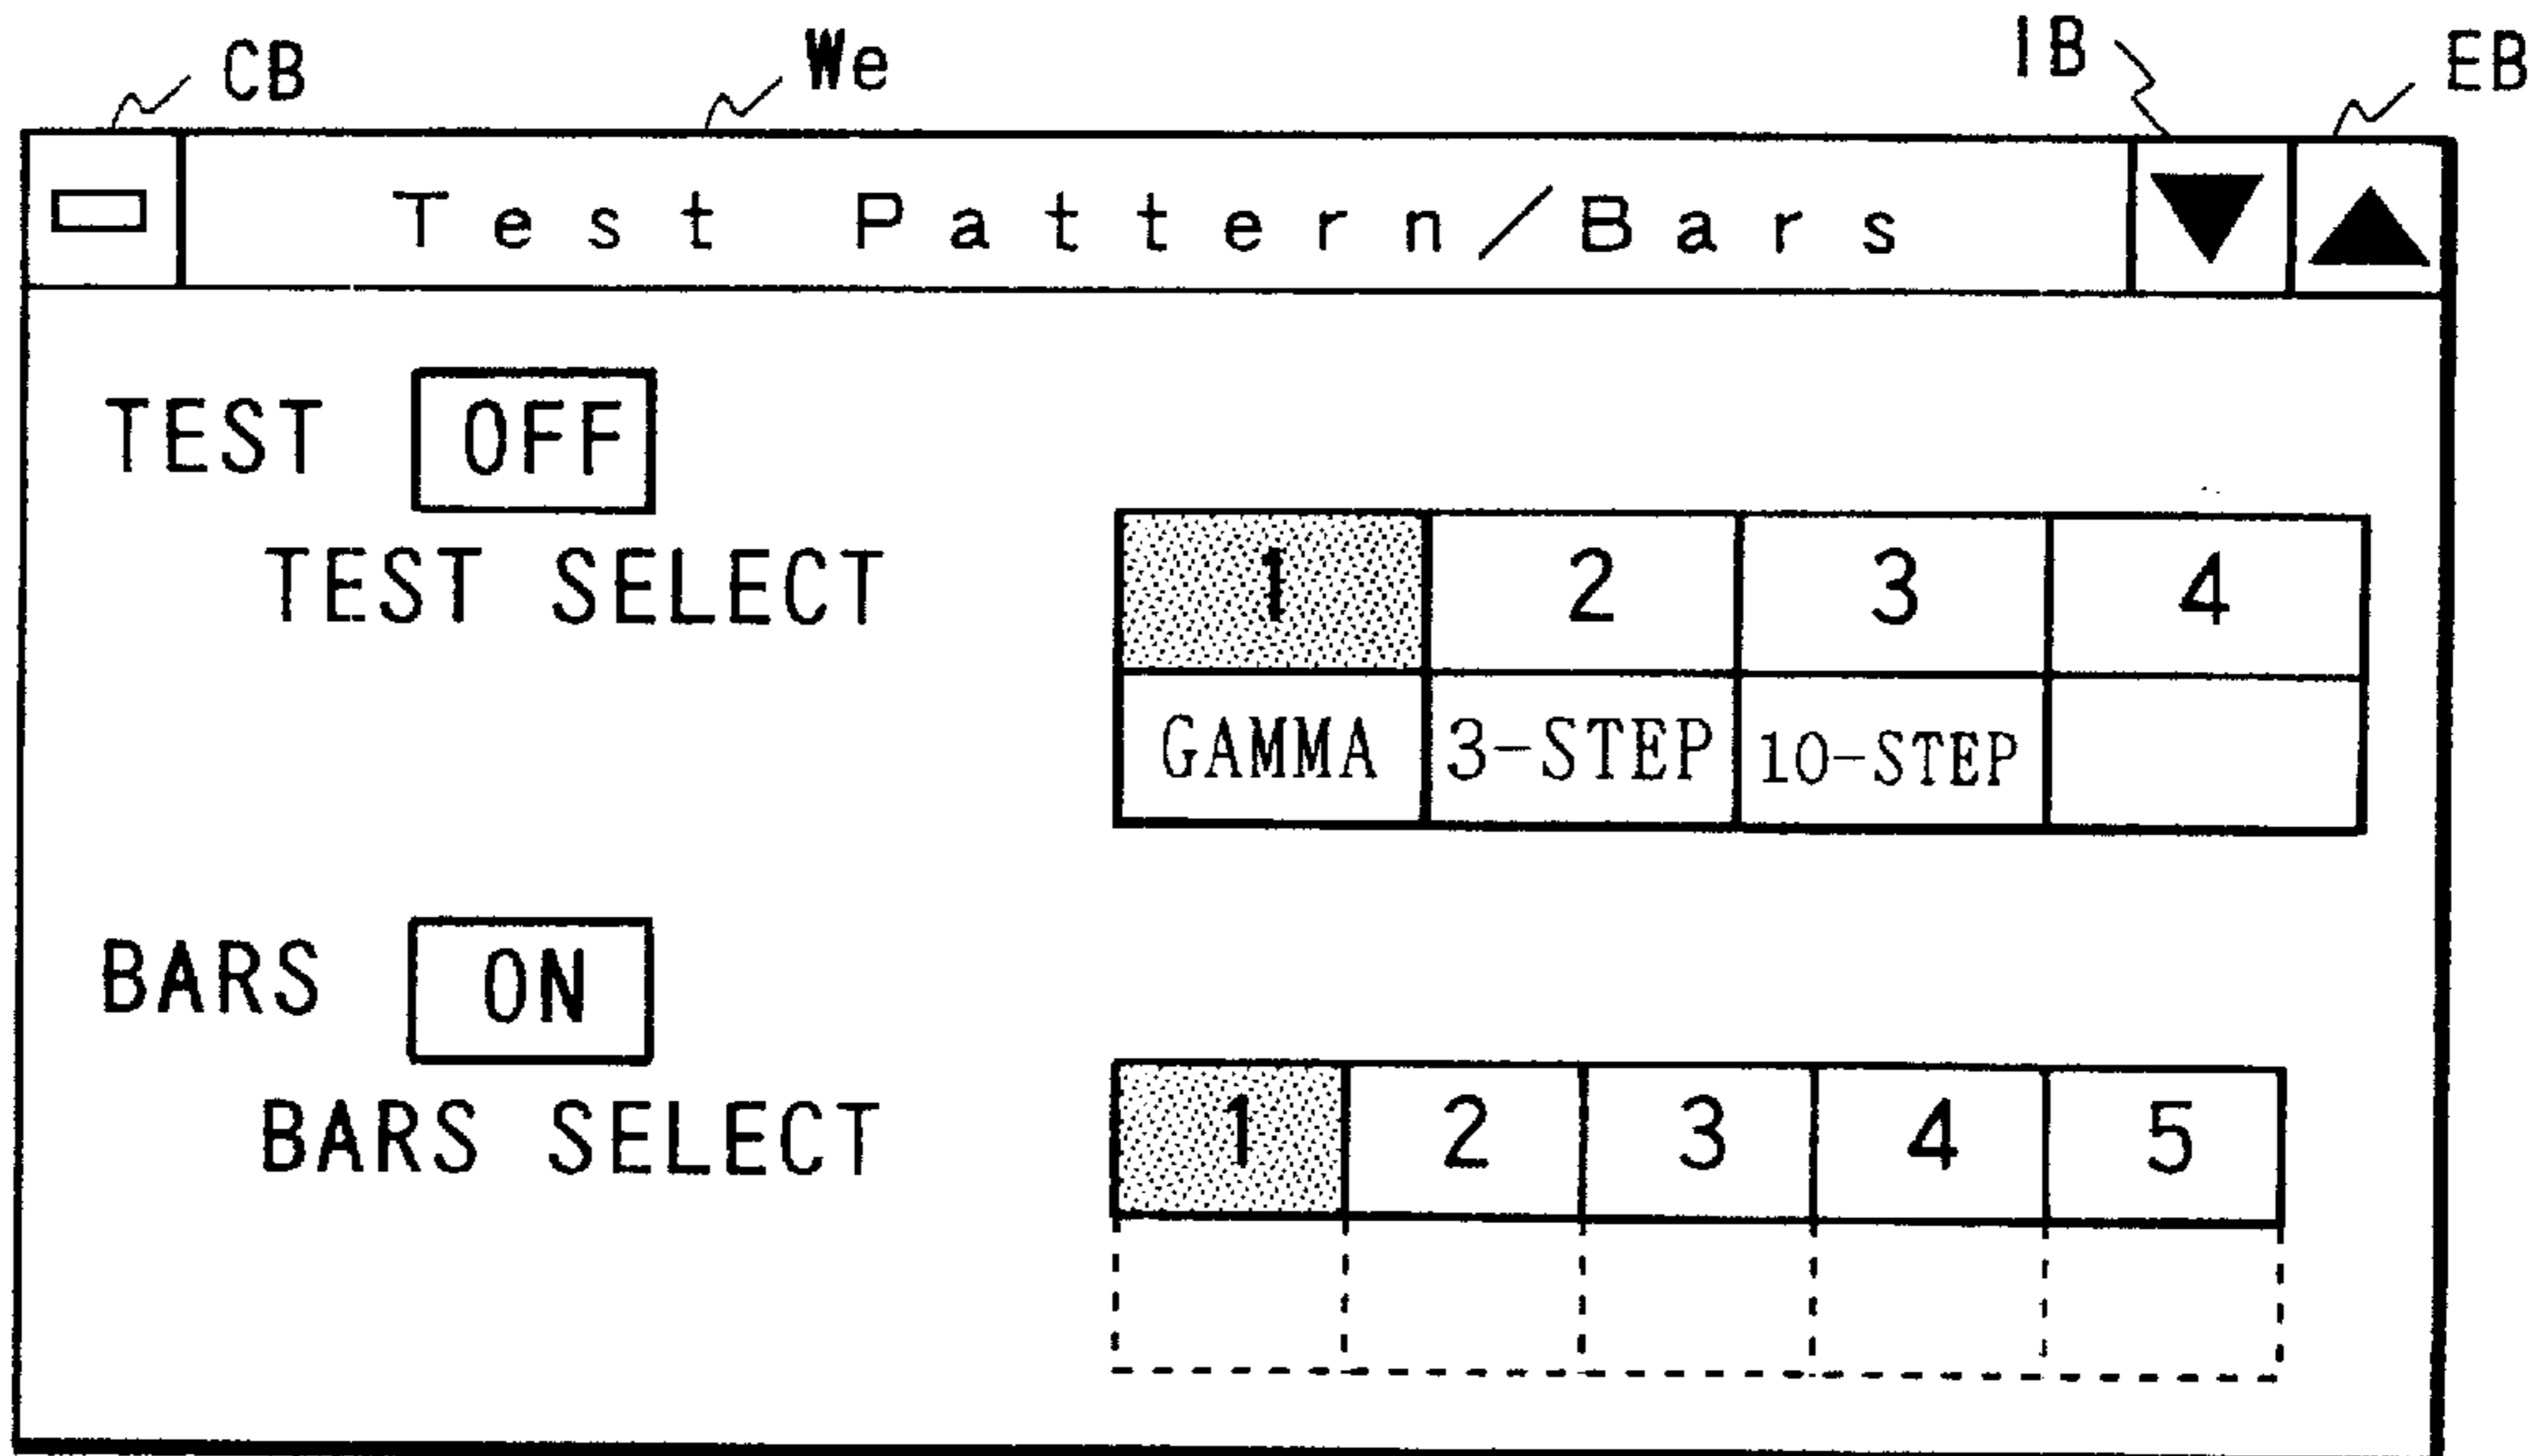 CB We IB EB
Test Pattern/Bars
TEST OFF
TEST SELECT 1 2 3 4
GAMMA 3-STEP 10-STEP
BARS ON
BARS SELECT 1 2 3 4 5